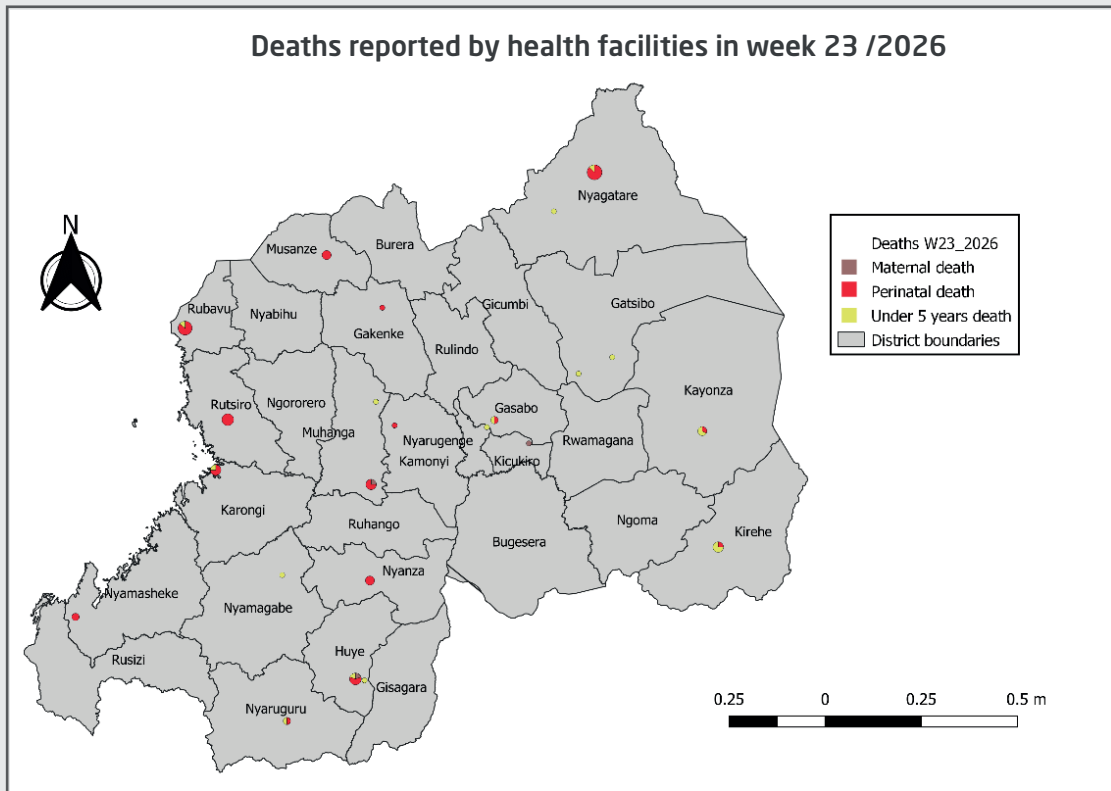 Deaths reported by health facilities in week 23 /2026
N
Nyagatare
Musanze
Burera
Rubavu
Nyabihu
Gakenke
Gicumbi
Gatsibo
Rulindo
Kayonza
Rutsiro
Ngororero
Muhanga
Gasabo
Nyarugenge
Kamonyi
Kicukiro
Rwamagana
Karongi
Ruhango
Bugesera
Ngoma
Kirehe
Nyamasheke
Nyamagabe
Nyanza
Rusizi
Huye
Gisagara
Nyaruguru
Deaths W23_2026
Maternal death
Perinatal death
Under 5 years death
District boundaries
0.25 0 0.25 0.5 m